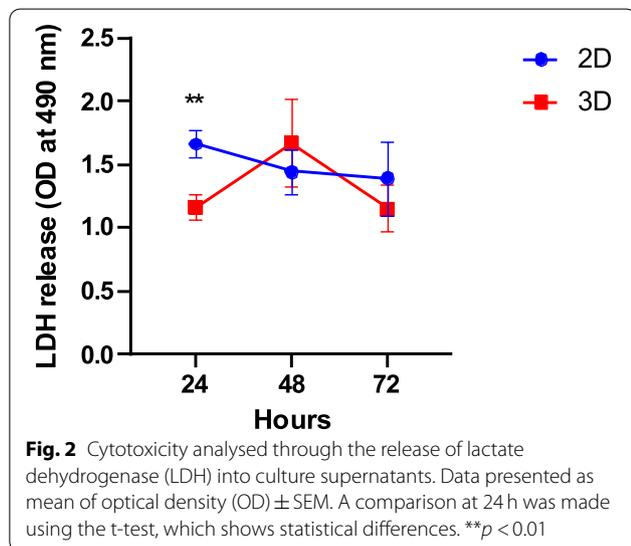 2.5
2.0
1.5
1.0
0.5
0.0
LDH release (OD at 490 nm)
**
2D
3D
24 48 72
Hours
Fig. 2 Cytotoxicity analysed through the release of lactate
dehydrogenase (LDH) into culture supernatants. Data presented as
mean of optical density (OD) ± SEM. A comparison at 24 h was made
using the t-test, which shows statistical differences. **p < 0.01